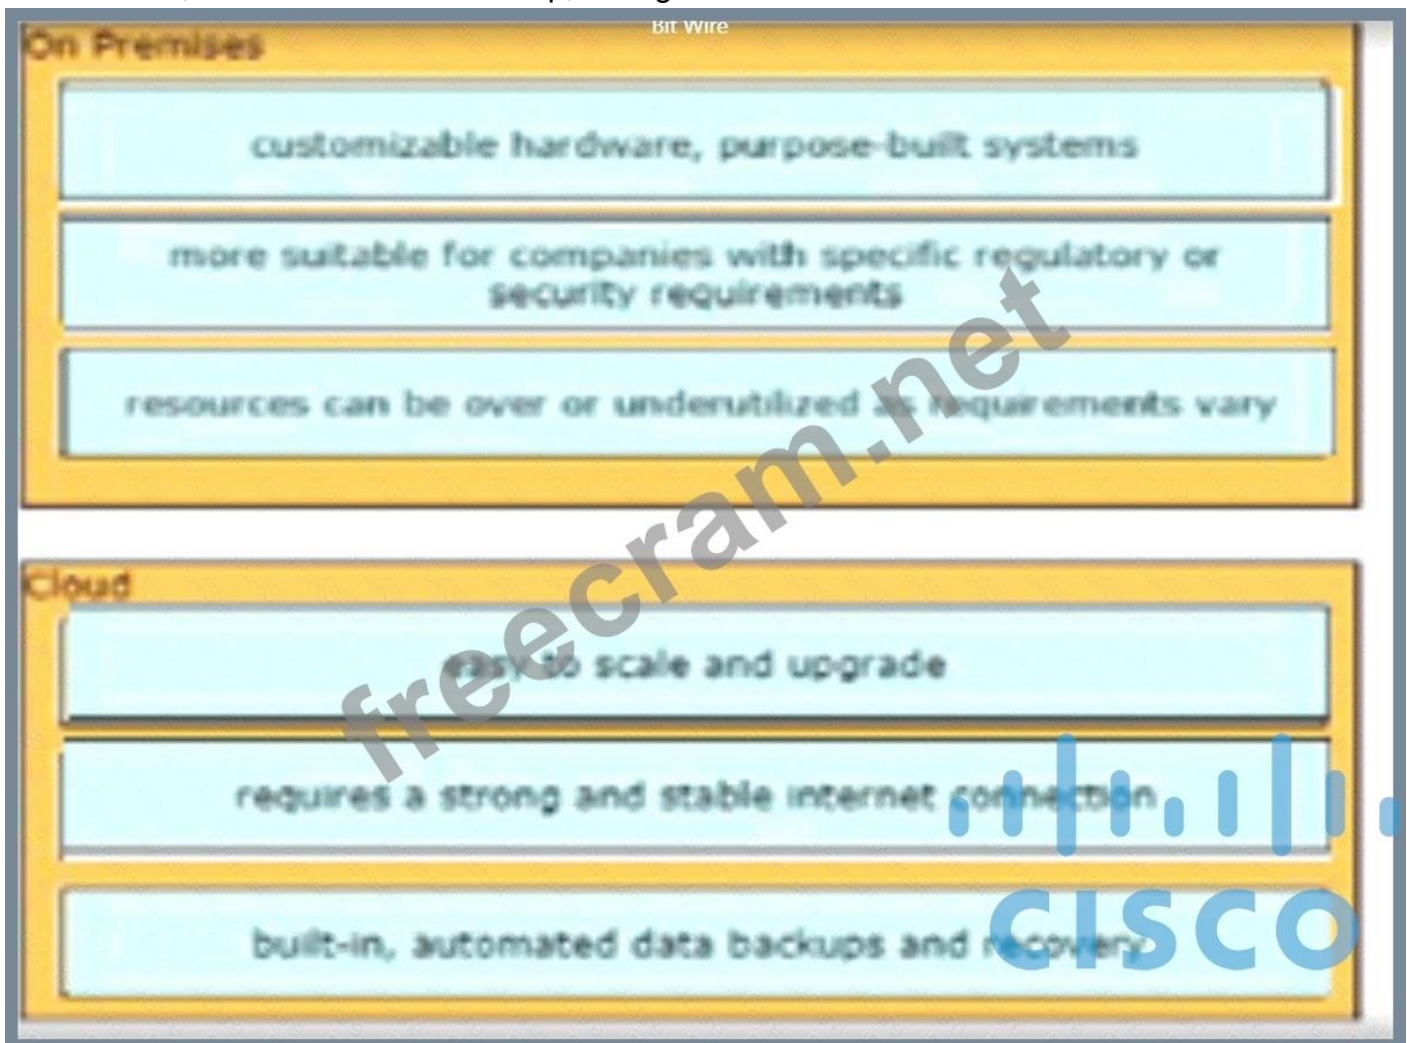 Bit Wire
On Premises
customizable hardware, purpose-built systems
more suitable for companies with specific regulatory or
security requirements
resources can be over or underutilized as requirements vary
Cloud
easy to scale and upgrade
requires a strong and stable internet connection
built-in, automated data backups and recovery
freecram.net
CISCO